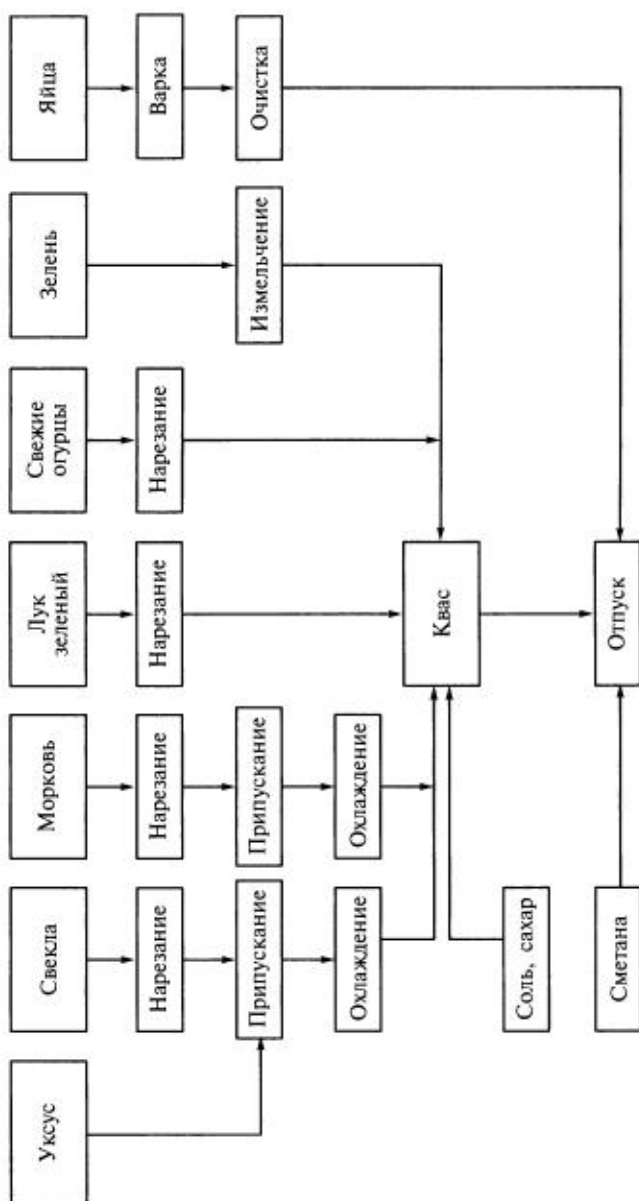 Уксус
Свекла
Морковь
Лук
зеленый
Свежие
огурцы
Зелень
Яйца
Нарезание
Нарезание
Нарезание
Нарезание
Варка
Припускание
Припускание
Измельчение
Очистка
Охлаждение
Охлаждение
Квас
Соль, сахар
Сметана
Отпуск